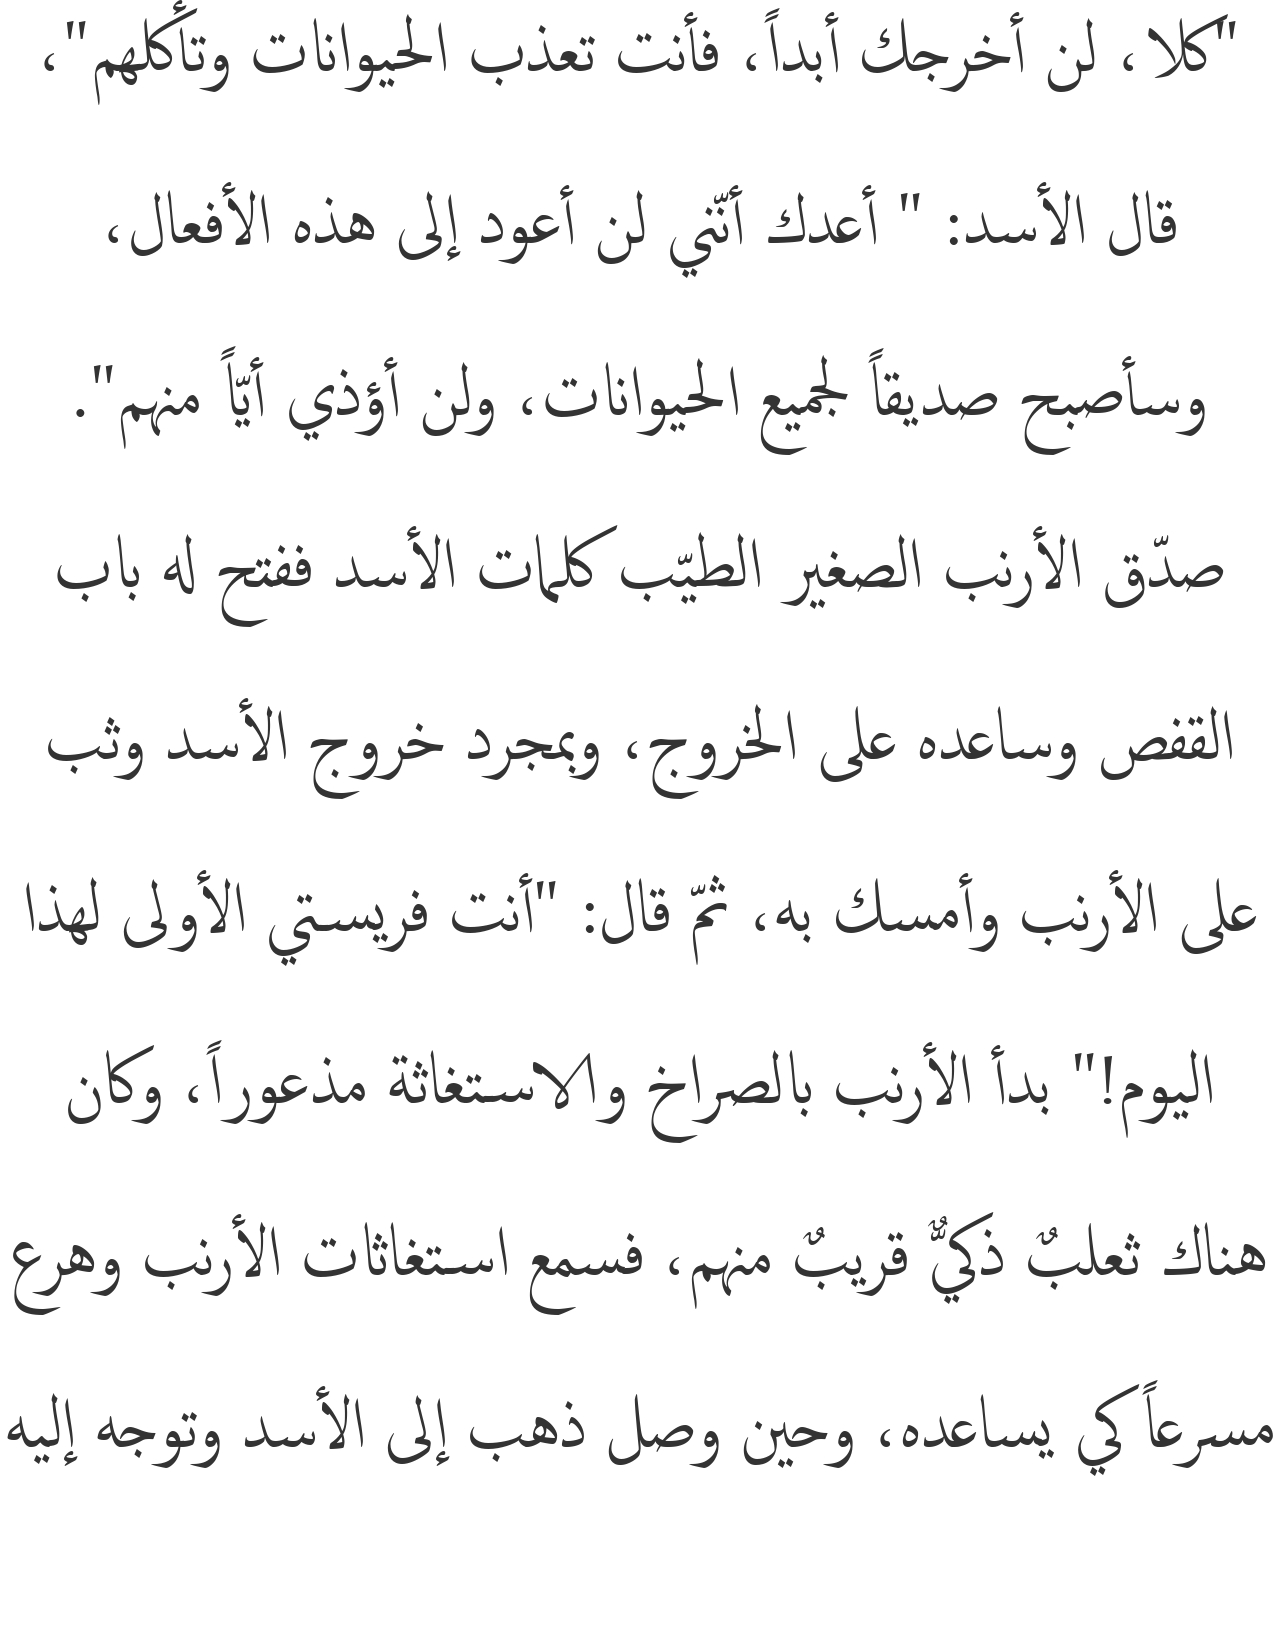 "كلا، لن أخرجك أبداً، فأنت تعذب الحيوانات وتأكلهم"،
قال الأسد: " أعدك أنّني لن أعود إلى هذه الأفعال،
وسأصبح صديقاً لجميع الحيوانات، ولن أؤذي أيّاً منهم".
صدّق الأرنب الصغير الطيّب كلمات الأسد ففتح له باب
القفص وساعده على الخروج، وبمجرد خروج الأسد وثب
على الأرنب وأمسك به، ثمّ قال: "أنت فريستي الأولى لهذا
اليوم!" بدأ الأرنب بالصراخ والاستغاثة مذعوراً، وكان
هناك ثعلبٌ ذكيٌّ قريبٌ منهم، فسمع استغاثات الأرنب وهرع
مسرعاً كي يساعده، وحين وصل ذهب إلى الأسد وتوجه إليه